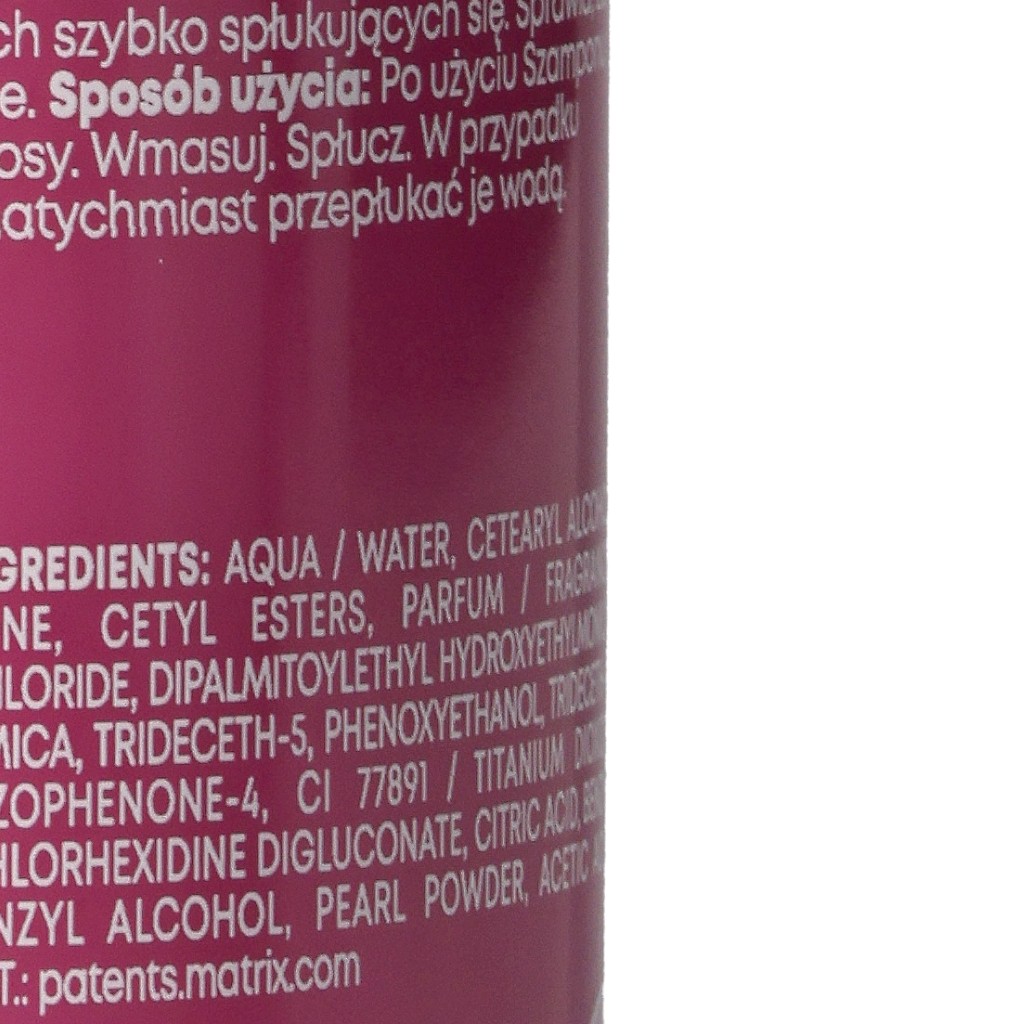 ch szybko spłukujących się.
e. Sposób użycia: Po użyciu
osy. Wmasuj. Spłucz. W przypadku
atychmiast przepłukać je wodą.
GREDIENTS: AQUA / WATER, CETEARYL
NE, CETYL ESTERS, PARFUM /
LORIDE, DIPALMITOYLETHYL
MICA, TRIDECETH-5, PHENOXYETHANOL,
ZOPHENONE-4, CI 77891 / TITANIUM
HLORHEXIDINE DIGLUCONATE, CITRIC ACID,
NZYL ALCOHOL, PEARL POWDER, ACETIC
T.: patents.matrix.com